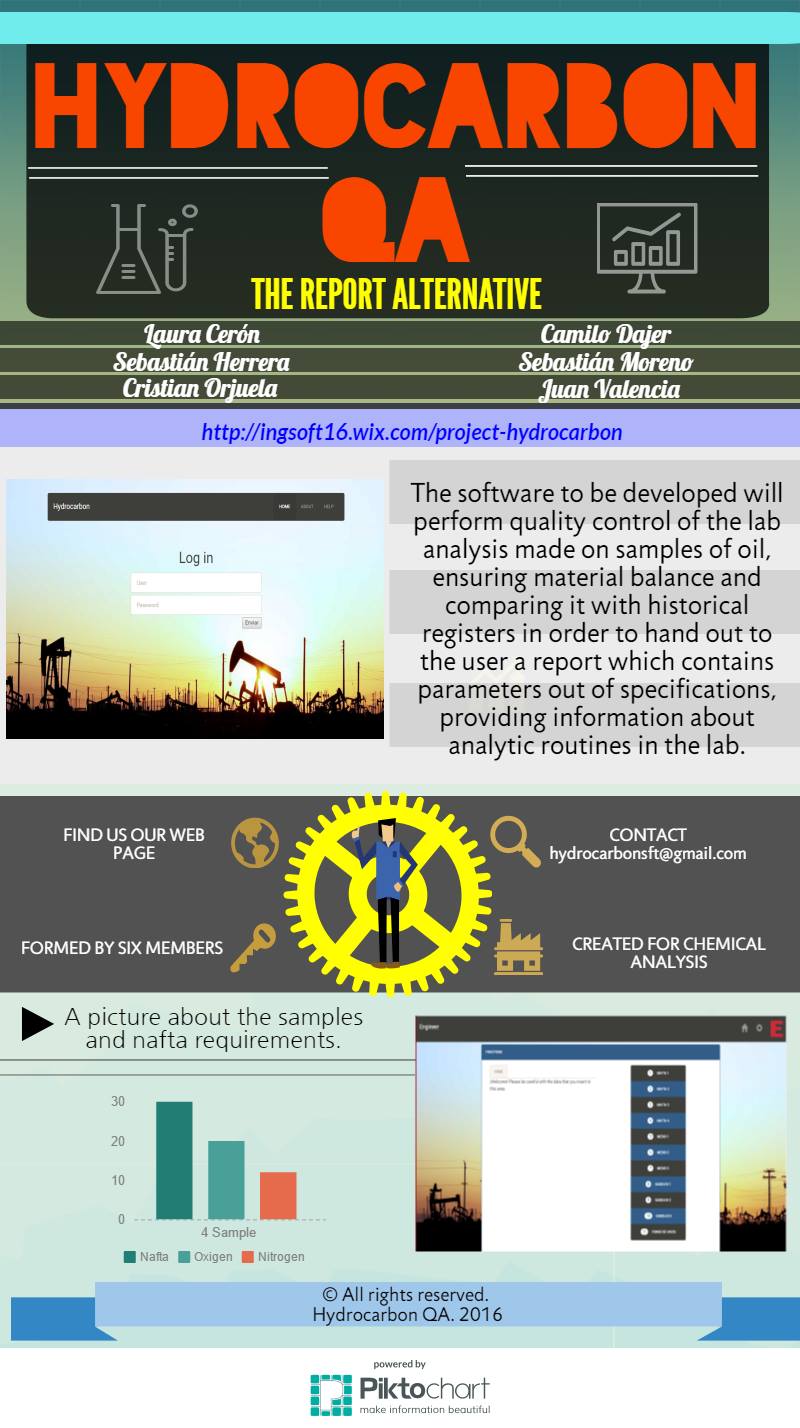 HYDROCARBON
QA
THE REPORT ALTERNATIVE
Laura Cerón
Camilo Dajer
Sebastián Herrera
Sebastián Moreno
Cristian Orjuela
Juan Valencia
http://ingsoft16.wix.com/project-hydrocarbon
Hydrocarbon
HOME ABOUT HELP
Log in
User
Password
Enviar
The software to be developed will
perform quality control of the lab
analysis made on samples of oil,
ensuring material balance and
comparing it with historical
registers in order to hand out to
the user a report which contains
parameters out of specifications,
providing information about
analytic routines in the lab.
FIND US OUR WEB
PAGE
CONTACT
hydrocarbonsft@gmail.com
FORMED BY SIX MEMBERS
CREATED FOR CHEMICAL
ANALYSIS
A picture about the samples
and nafta requirements.
30
20
10
0
4 Sample
Nafta Oxigen Nitrogen
Engineer
E
© All rights reserved.
Hydrocarbon QA. 2016
powered by
Piktochart
make information beautiful